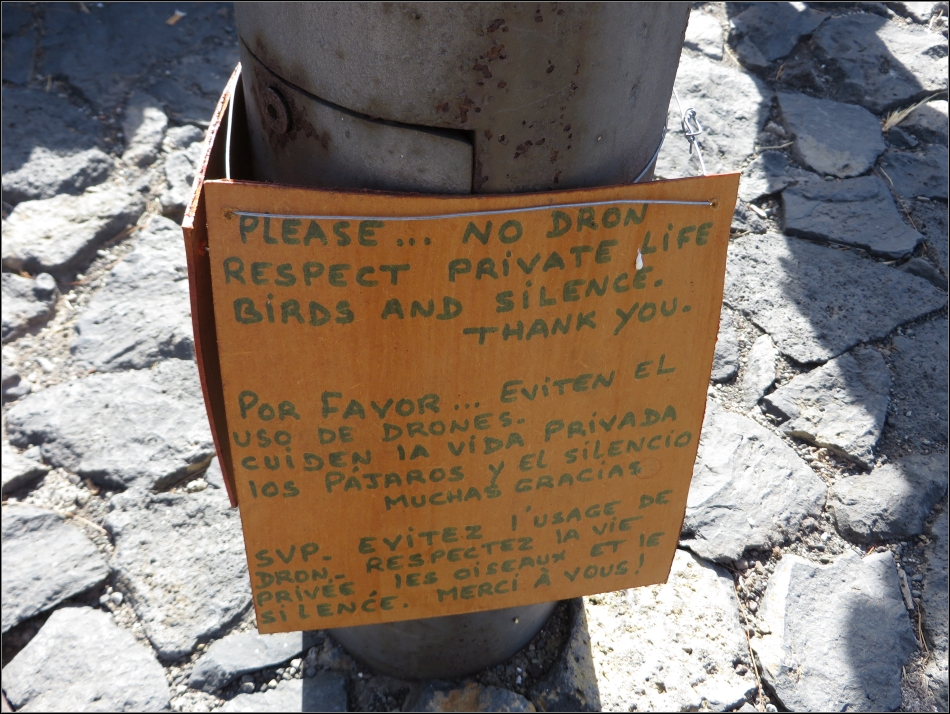 PLEASE... NO DRON
RESPECT PRIVATE LIFE
BIRDS AND SILENCE.
THANK YOU.
POR FAVOR... EVITEN EL
USO DE DRONES.
CUIDEN LA VIDA PRIVADA
LOS PÁJAROS Y EL SILENCIO
MUCHAS GRACIAS
SVP. EVITEZ L'USAGE DE
DRON.- RESPECTEZ LA VIE
PRIVÉE, LES OISEAUX ET LE
SILENCE. MERCI À VOUS!